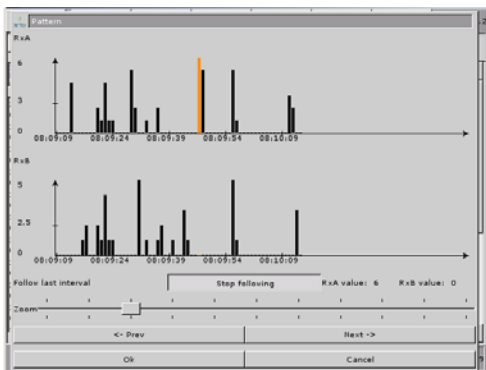 Pattern
RxA
6
3
0
08:09:09 08:09:24 08:09:39 08:09:54 08:10:09
RxB
5
2.5
0
08:09:09 08:09:24 08:09:39 08:09:54 08:10:09
Follow last interval Stop following RxA value: 6 RxB value: 0
Zoom
<- Prev Next ->
Ok Cancel